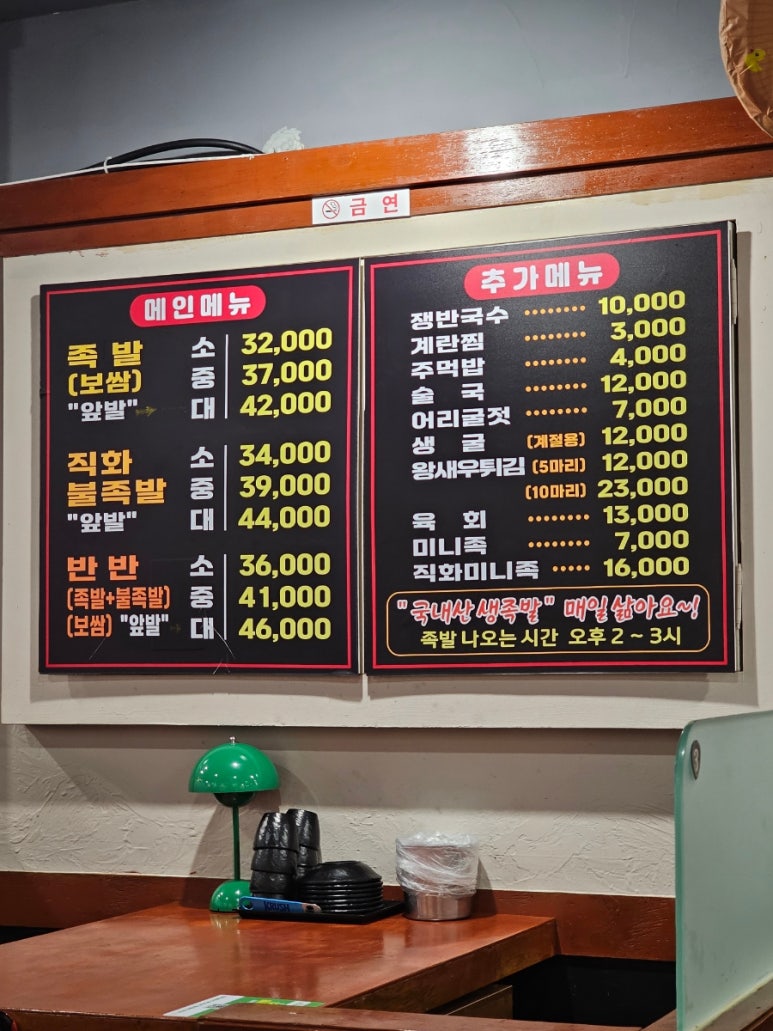 금연
메인메뉴
족발 소 32,000
(보쌈) 중 37,000
"앞발" 대 42,000
직화 소 34,000
불족발 중 39,000
"앞발" 대 44,000
반반 소 36,000
(족발+불족발) 중 41,000
(보쌈) "앞발" 대 46,000
추가메뉴
쟁반국수 ········· 10,000
계란찜 ········· 3,000
주먹밥 ········· 4,000
술국 ········· 12,000
어리굴젓 ········· 7,000
생굴 (계절용) 12,000
왕새우튀김 (5마리) 12,000
(10마리) 23,000
육회 ········· 13,000
미니족 ········· 7,000
직화미니족 ····· 16,000
"국내산 생족발" 매일 삶아요~!
족발 나오는 시간 오후 2 ~ 3시
KRUSH